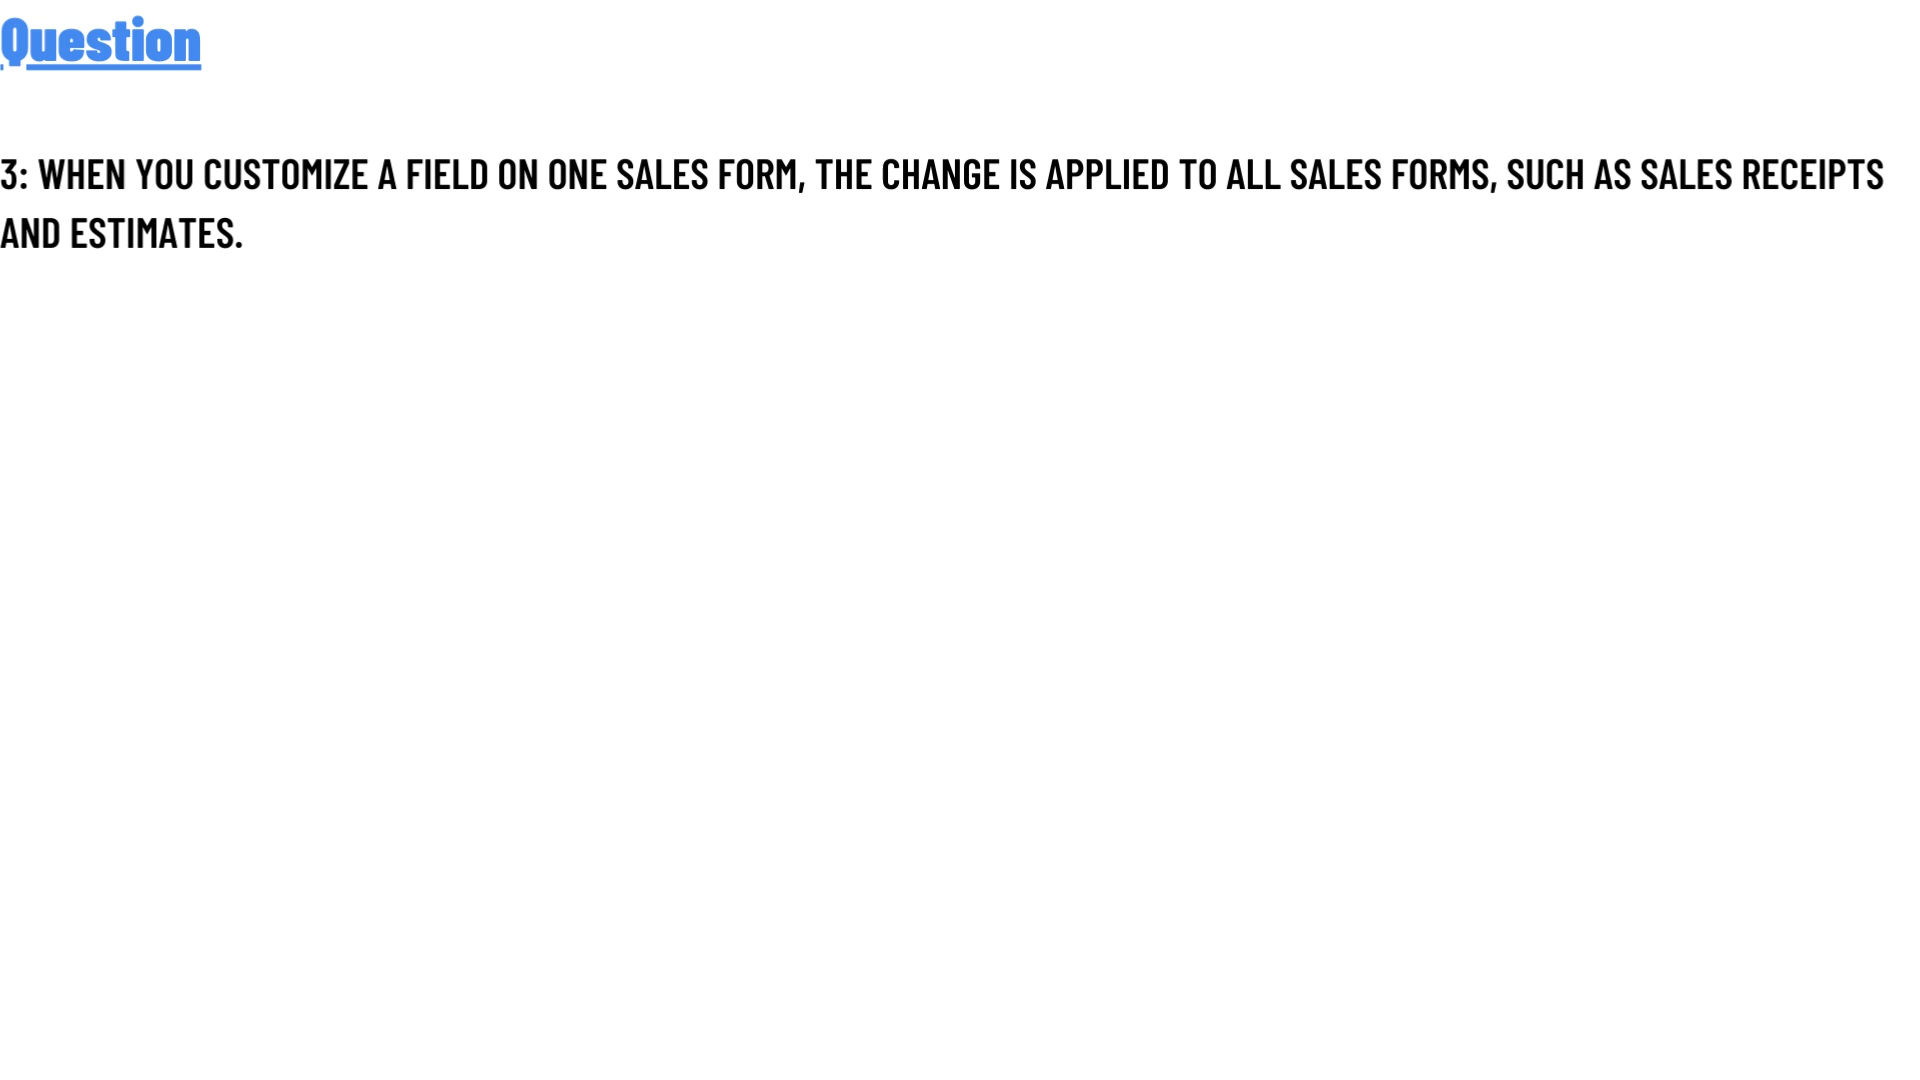 Question
3: WHEN YOU CUSTOMIZE A FIELD ON ONE SALES FORM, THE CHANGE IS APPLIED TO ALL SALES FORMS, SUCH AS SALES RECEIPTS
AND ESTIMATES.